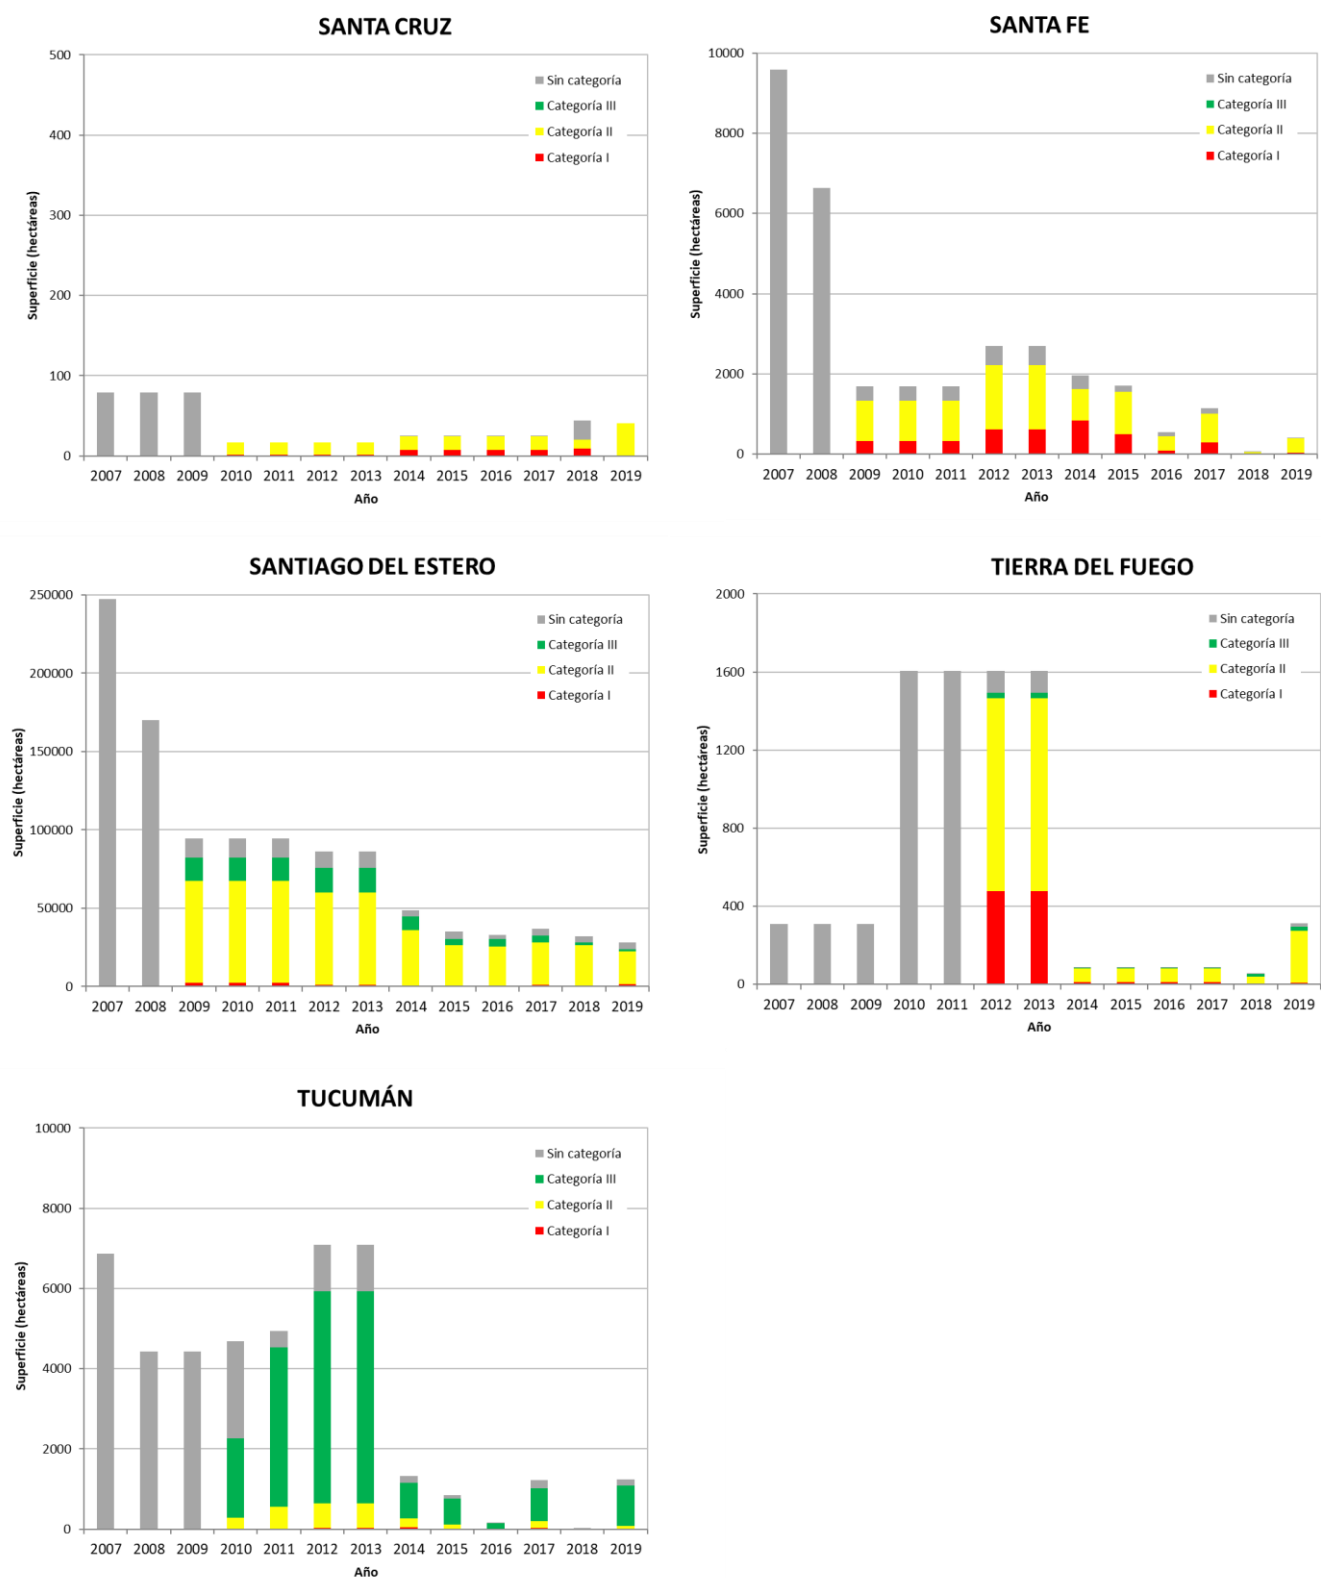 SANTA CRUZ
500
400
300
200
100
0
Superficie (hectáreas)
Sin categoría
Categoría III
Categoría II
Categoría I
2007 2008 2009 2010 2011 2012 2013 2014 2015 2016 2017 2018 2019
Año
SANTA FE
10000
8000
6000
4000
2000
0
Superficie (hectáreas)
Sin categoría
Categoría III
Categoría II
Categoría I
2007 2008 2009 2010 2011 2012 2013 2014 2015 2016 2017 2018 2019
Año
SANTIAGO DEL ESTERO
250000
200000
150000
100000
50000
0
Superficie (hectáreas)
Sin categoría
Categoría III
Categoría II
Categoría I
2007 2008 2009 2010 2011 2012 2013 2014 2015 2016 2017 2018 2019
Año
TIERRA DEL FUEGO
2000
1600
1200
800
400
0
Superficie (hectáreas)
Sin categoría
Categoría III
Categoría II
Categoría I
2007 2008 2009 2010 2011 2012 2013 2014 2015 2016 2017 2018 2019
Año
TUCUMÁN
10000
8000
6000
4000
2000
0
Superficie (hectáreas)
Sin categoría
Categoría III
Categoría II
Categoría I
2007 2008 2009 2010 2011 2012 2013 2014 2015 2016 2017 2018 2019
Año